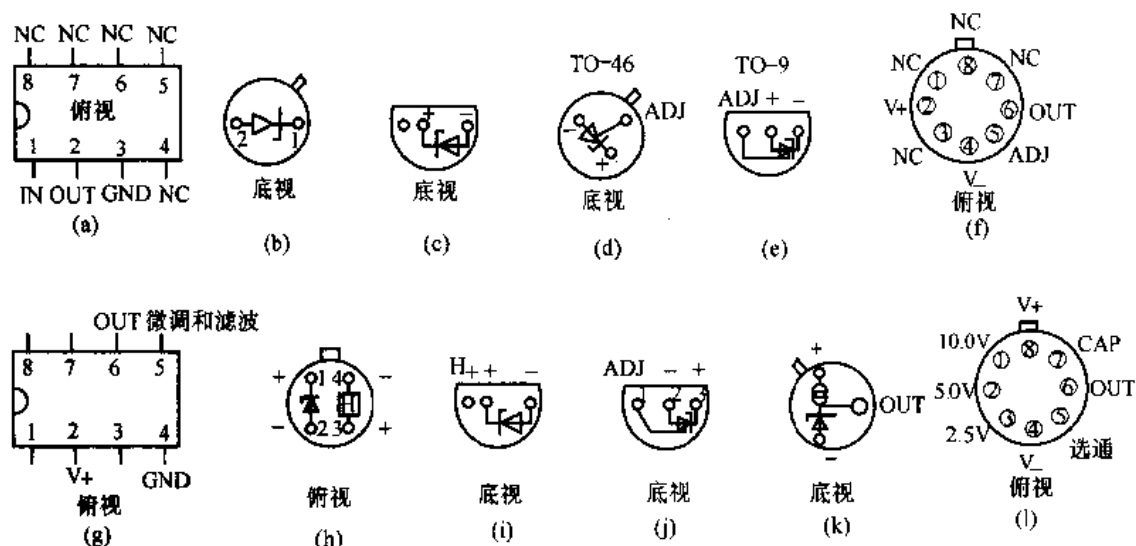 NC NC NC NC
8 7 6 5
俯视
1 2 3 4
IN OUT GND NC
(a)
2 1
底视
(b)
+ −
底视
(c)
TO-46
ADJ
−
+
底视
(d)
TO-9
ADJ + −
(e)
NC
NC ⑧ NC
① ⑦
V+ ② ⑥ OUT
③ ⑤
NC ④ ADJ
V_
俯视
(f)
OUT 微调和滤波
8 7 6 5
1 2 3 4
V+ GND
俯视
(g)
+ 1 4 −
− 2 3 +
俯视
(h)
H+ + −
底视
(i)
ADJ − +
1 2 3
底视
(j)
+
OUT
−
底视
(k)
V+
10.0V ⑧ CAP
① ⑦
5.0V ② ⑥ OUT
③ ⑤
2.5V ④ 选通
V_
俯视
(l)